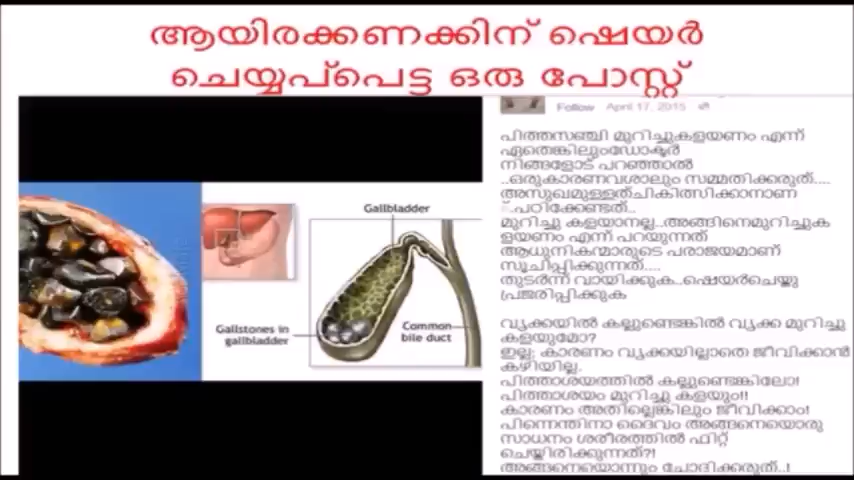 ആയിരക്കണക്കിന് ഷെയർ
ചെയ്യപ്പെട്ട ഒരു പോസ്റ്റ്
Gallbladder
Gallstones in
gallbladder
Common
bile duct
Follow April 17, 2015
പിത്തസഞ്ചി മുറിച്ചുകളയണം എന്ന്
ഏതെങ്കിലുംഡോക്ടർ
നിങ്ങളോട് പറഞ്ഞാൽ
..ഒരുകാരണവശാലും സമ്മതിക്കരുത്....
അസുഖമുള്ളത്ചികിത്സിക്കാനാണ
്..പഠിക്കേണ്ടത്..
മുറിച്ചു കളയാനല്ല..അങ്ങിനെമുറിച്ചുക
ളയണം എന്ന് പറയുന്നത്
ആധുനികന്മാരുടെ പരാജയമാണ്
സൂചിപ്പിക്കുന്നത്....
തുടർന്ന് വായിക്കുക..ഷെയർചെയ്തു
പ്രജരിപ്പിക്കുക
വൃക്കയിൽ കല്ലുണ്ടെങ്കിൽ വൃക്ക മുറിച്ചു
കളയുമോ?
ഇല്ല; കാരണം വൃക്കയില്ലാതെ ജീവിക്കാൻ
കഴിയില്ല.
പിത്താശയത്തിൽ കല്ലുണ്ടെങ്കിലോ!
പിത്താശയം മുറിച്ചു കളയും!!
കാരണം അതില്ലെങ്കിലും ജീവിക്കാം!
പിന്നെന്തിനാ ദൈവം അങ്ങനെയൊരു
സാധനം ശരീരത്തിൽ ഫിറ്റ്
ചെയ്തിരിക്കുന്നത്?!
അങ്ങനെയൊന്നും ചോദിക്കരുത്..!